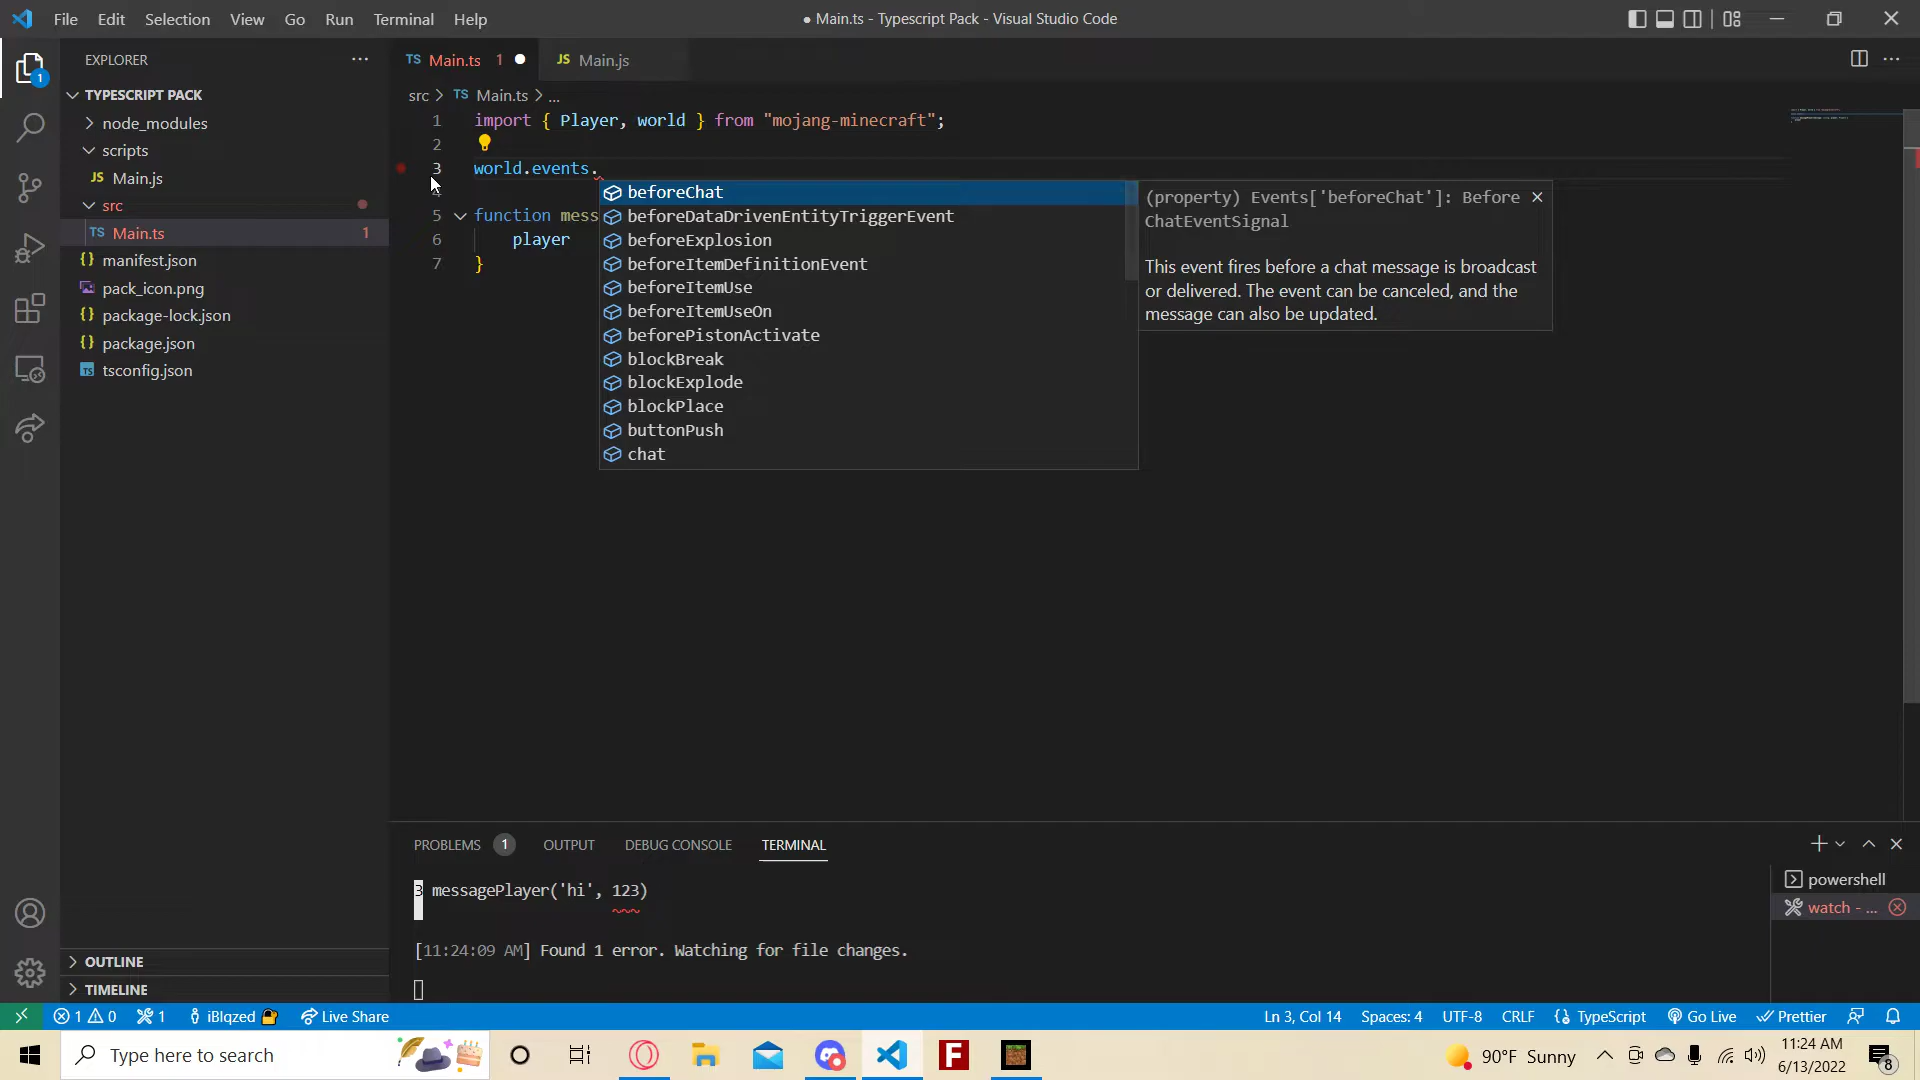 File Edit Selection View Go Run Terminal Help
● Main.ts - Typescript Pack - Visual Studio Code
EXPLORER
1
TYPESCRIPT PACK
node_modules
scripts
JS Main.js
src
TS Main.ts 1
{} manifest.json
pack_icon.png
{} package-lock.json
{} package.json
TS tsconfig.json
OUTLINE
TIMELINE
TS Main.ts 1
JS Main.js
src > TS Main.ts > ...
1 import { Player, world } from "mojang-minecraft";
2
3 world.events.
4
5 function mess
6 player
7 }
beforeChat
beforeDataDrivenEntityTriggerEvent
beforeExplosion
beforeItemDefinitionEvent
beforeItemUse
beforeItemUseOn
beforePistonActivate
blockBreak
blockExplode
blockPlace
buttonPush
chat
(property) Events['beforeChat']: Before
ChatEventSignal
This event fires before a chat message is broadcast
or delivered. The event can be canceled, and the
message can also be updated.
PROBLEMS 1 OUTPUT DEBUG CONSOLE TERMINAL
3 messagePlayer('hi', 123)
[11:24:09 AM] Found 1 error. Watching for file changes.
powershell
watch - ...
1 0 1 iBlqzed Live Share
Ln 3, Col 14 Spaces: 4 UTF-8 CRLF {} TypeScript Go Live Prettier
Type here to search
F
90°F Sunny
11:24 AM
6/13/2022
8